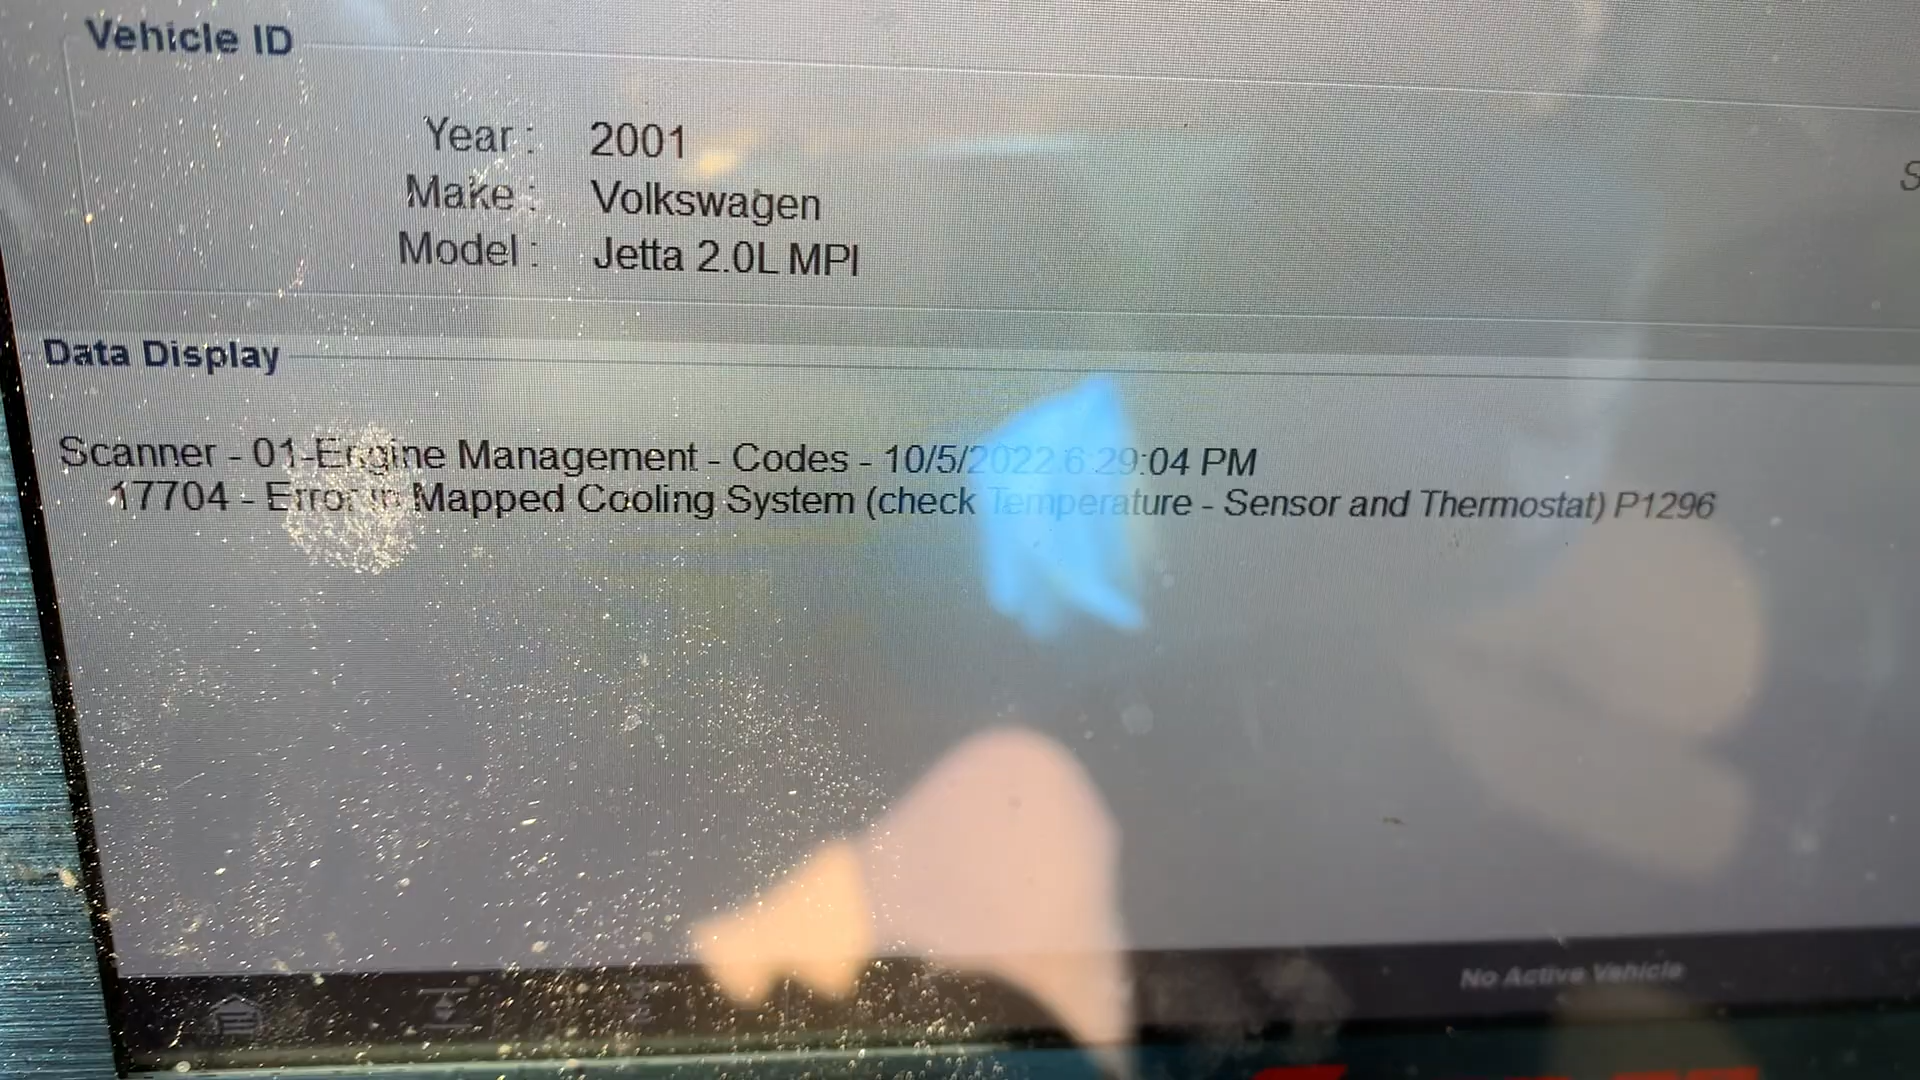 Vehicle ID
Year : 2001
Make : Volkswagen
Model : Jetta 2.0L MPI
S
Data Display
Scanner - 01-Engine Management - Codes - 10/5/2022 6:29:04 PM
17704 - Error in Mapped Cooling System (check Temperature - Sensor and Thermostat) P1296
No Active Vehicle